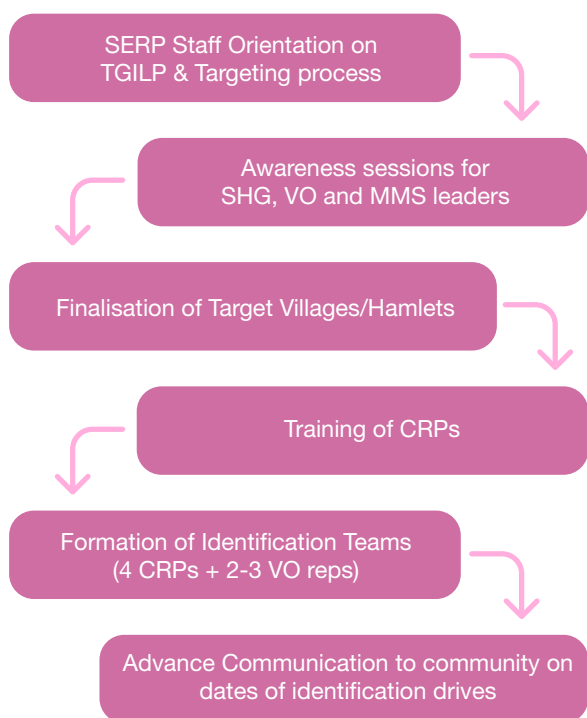 SERP Staff Orientation on
TGILP & Targeting process
Awareness sessions for
SHG, VO and MMS leaders
Finalisation of Target Villages/Hamlets
Training of CRPs
Formation of Identification Teams
(4 CRPs + 2-3 VO reps)
Advance Communication to community on
dates of identification drives